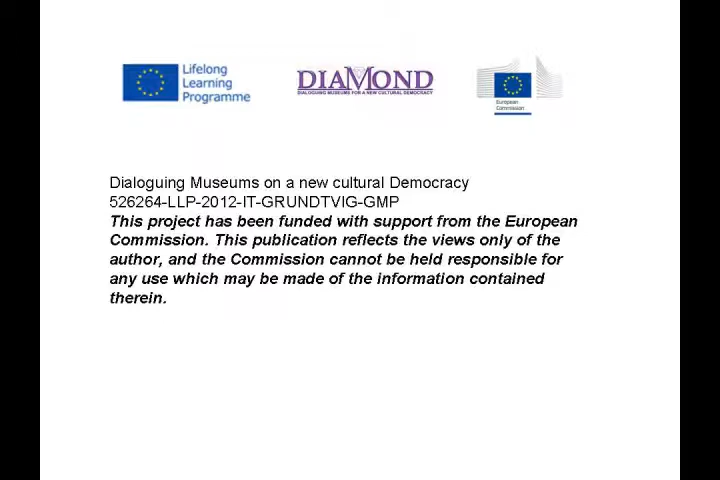 Lifelong
Learning
Programme
DIAMOND
DIALOGUING MUSEUMS FOR A NEW CULTURAL DEMOCRACY
European
Commission
Dialoguing Museums on a new cultural Democracy
526264-LLP-2012-IT-GRUNDTVIG-GMP
This project has been funded with support from the European
Commission. This publication reflects the views only of the
author, and the Commission cannot be held responsible for
any use which may be made of the information contained
therein.